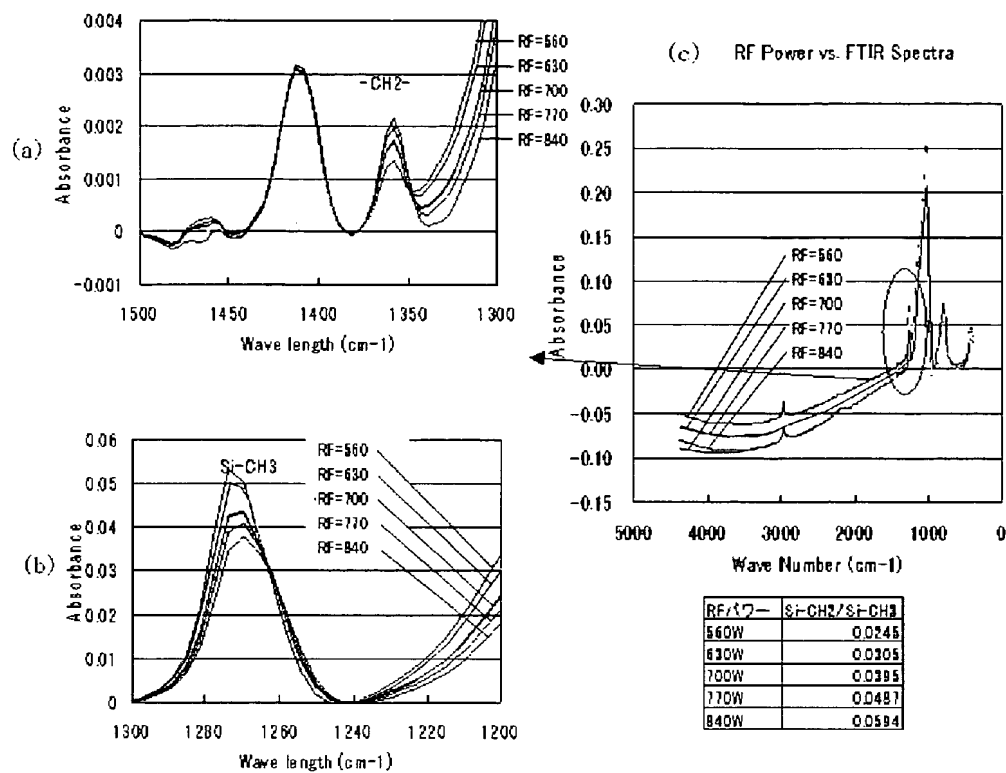 (a)
Absorbance
0.004
0.003
0.002
0.001
0
-0.001
-CH2-
RF=560
RF=630
RF=700
RF=770
RF=840
1500
1450
1400
1350
1300
Wave length (cm-1)
(b)
Absorbance
0.06
0.05
0.04
0.03
0.02
0.01
0
Si-CH3
RF=560
RF=630
RF=700
RF=770
RF=840
1300
1280
1260
1240
1220
1200
Wave length (cm-1)
(c) RF Power vs. FTIR Spectra
Absorbance
0.30
0.25
0.20
0.15
0.10
0.05
0.00
-0.05
-0.10
-0.15
RF=560
RF=630
RF=700
RF=770
RF=840
5000
4000
3000
2000
1000
0
Wave Number (cm-1)
RFパワー Si-CH2/Si-CH3
560W 0.0245
630W 0.0305
700W 0.0395
770W 0.0487
840W 0.0594